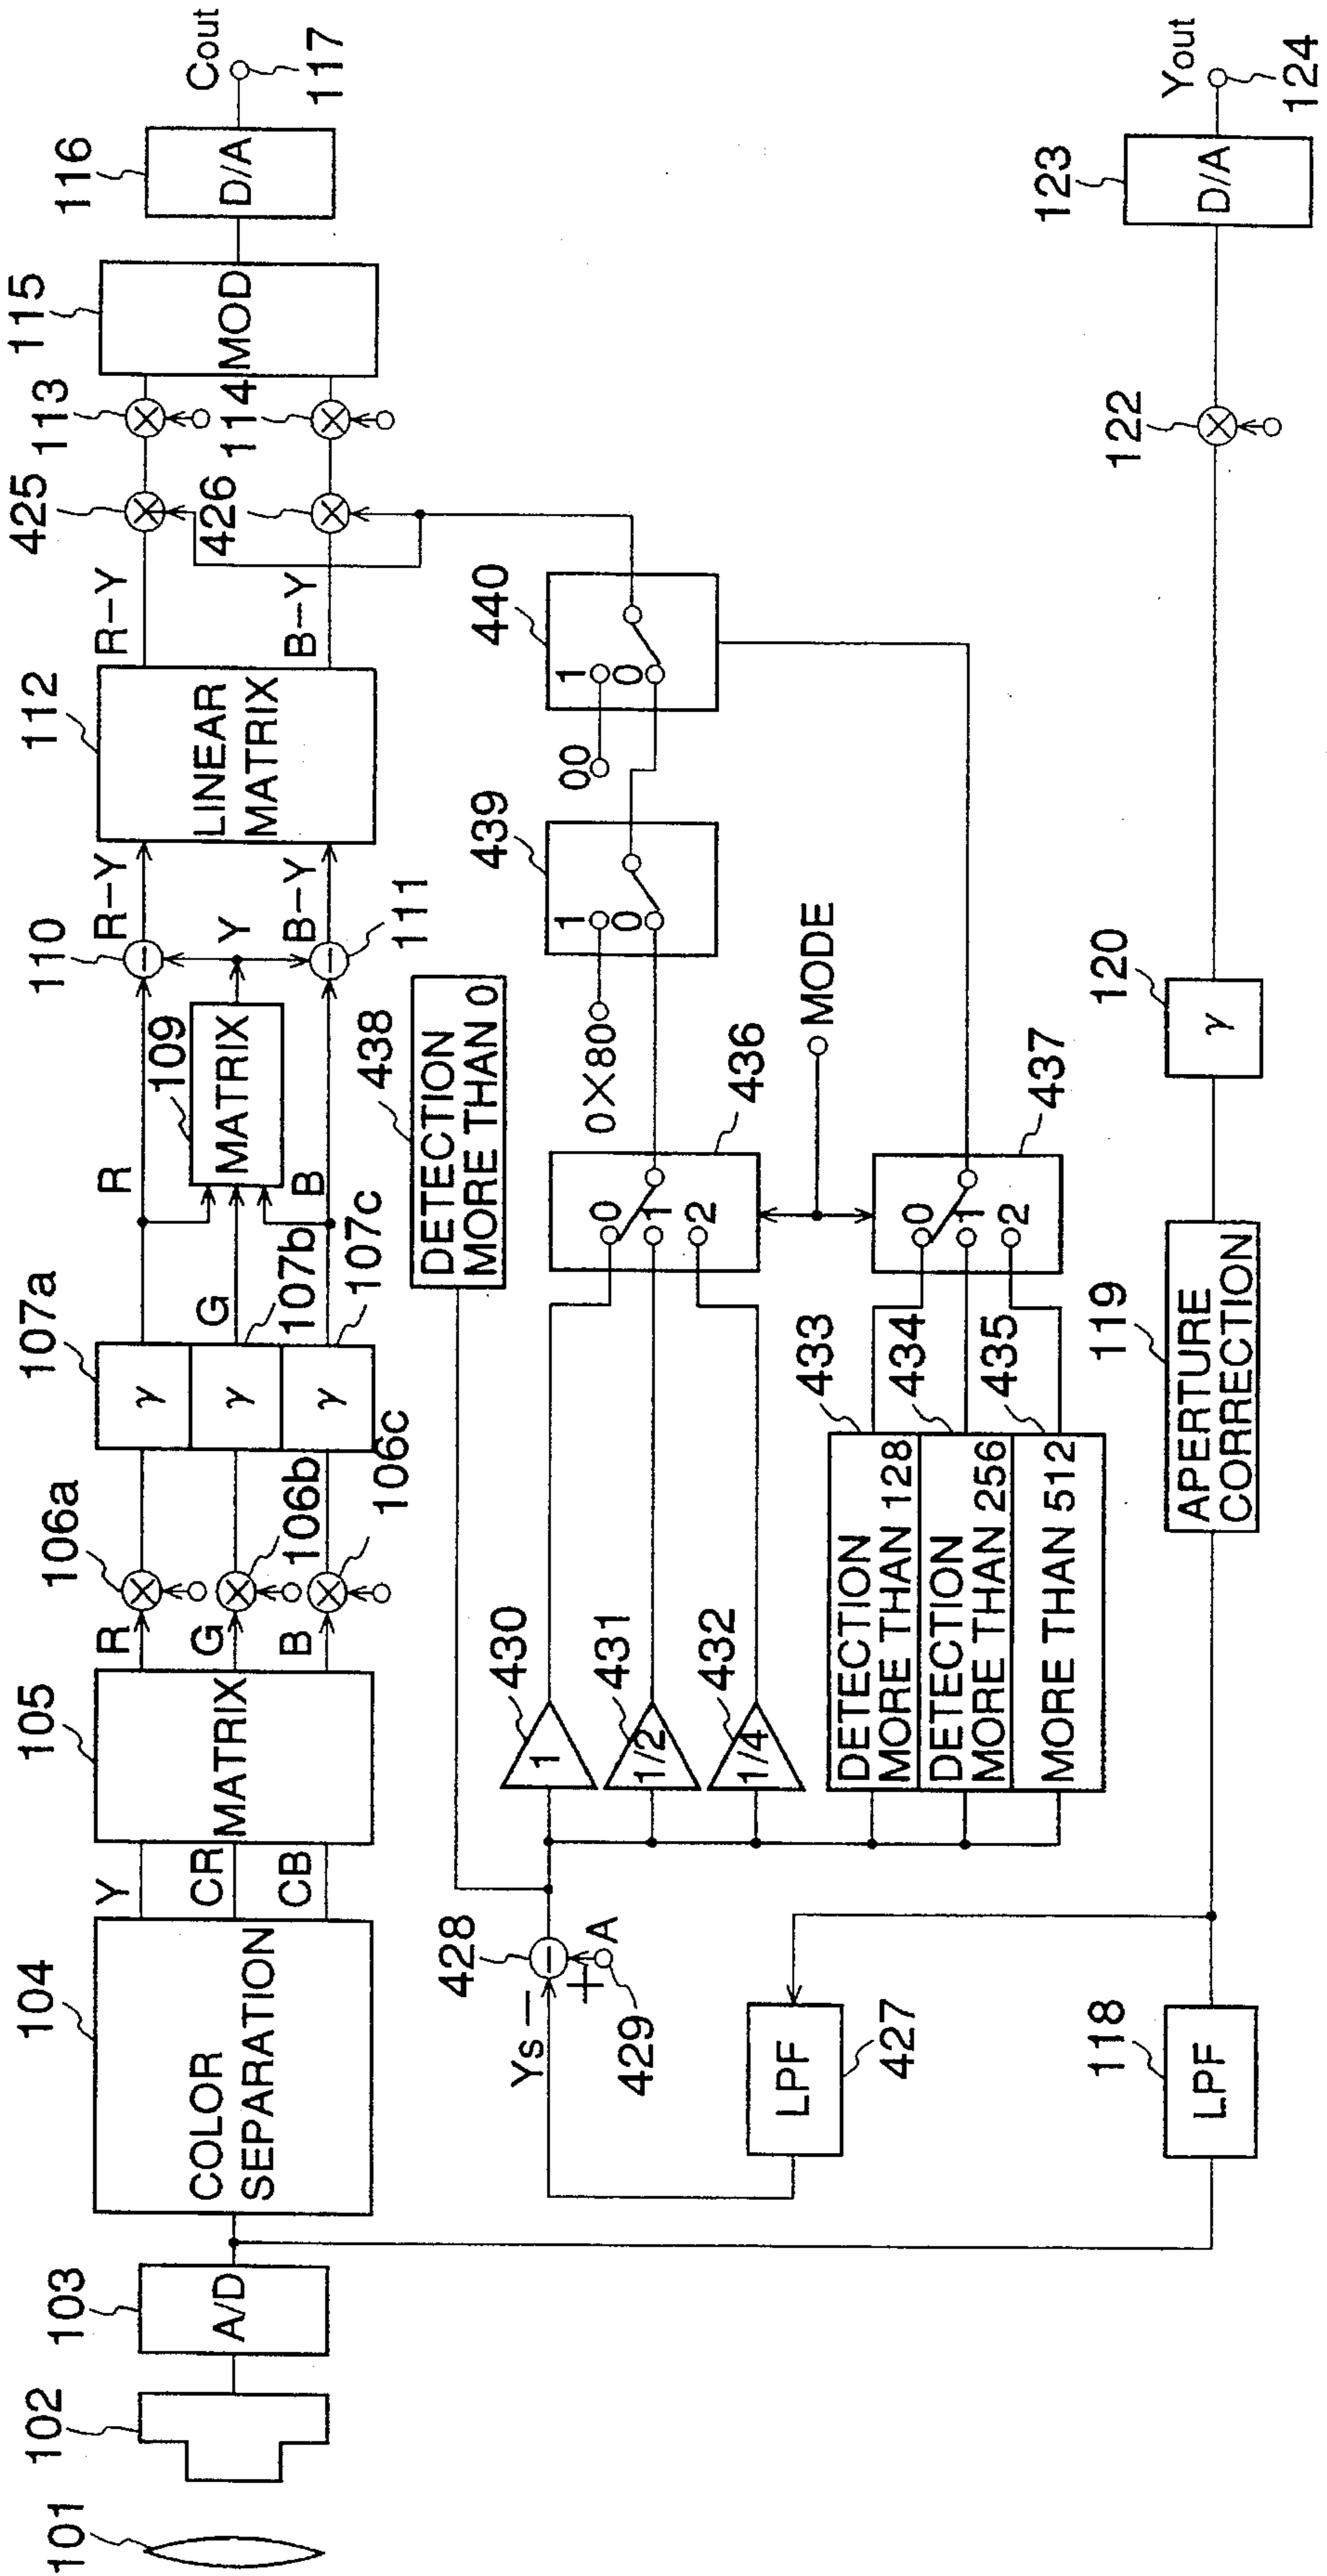 101
102
103
A/D
104
COLOR
SEPARATION
Y
CR
CB
105
MATRIX
R
G
B
106a
106b
106c
107a
γ
γ
γ
107b
107c
R
G
B
109
MATRIX
110
Y
111
R−Y
B−Y
112
LINEAR
MATRIX
R−Y
B−Y
425
426
113
114
115
MOD
116
D/A
Cout
117
438
DETECTION
MORE THAN 0
428
Ys
−
+
A
429
LPF
427
430
1
431
1/2
432
1/4
433
DETECTION
MORE THAN 128
434
DETECTION
MORE THAN 256
435
MORE THAN 512
0
1
2
436
MODE
0
1
2
437
0×80
439
1
0
00
440
1
0
118
LPF
119
APERTURE
CORRECTION
120
γ
122
123
D/A
Yout
124